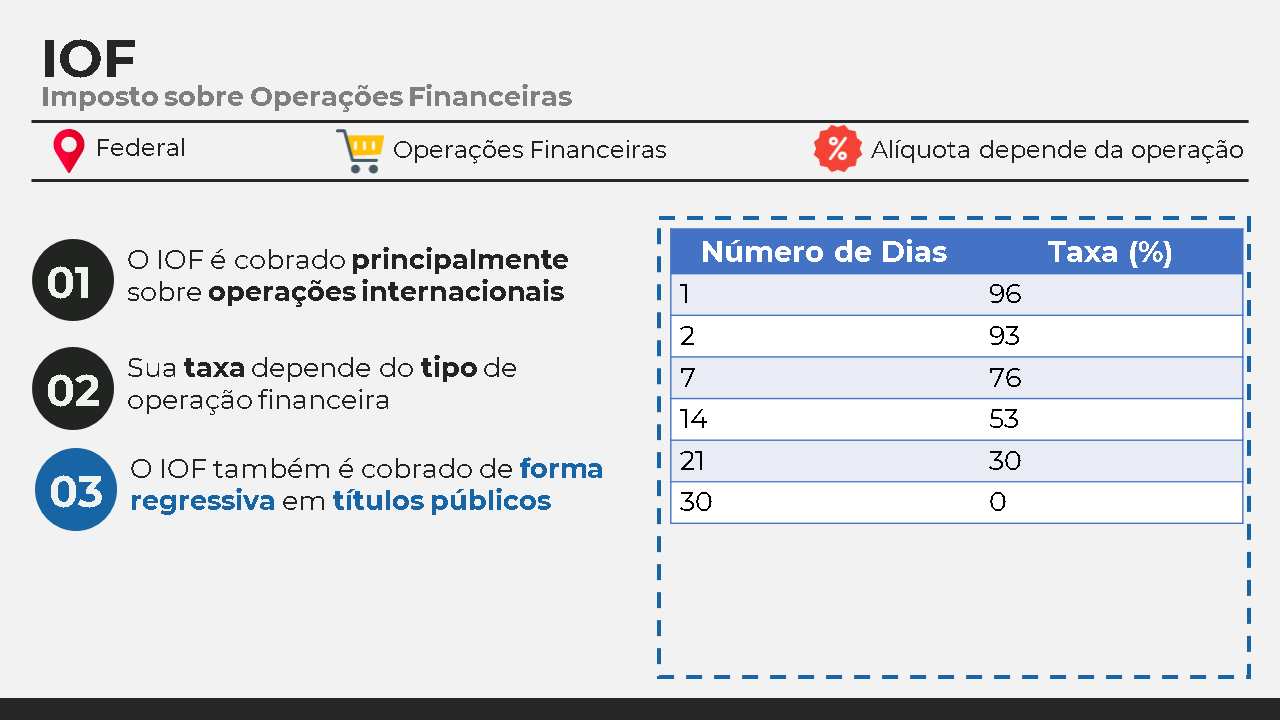 IOF
Imposto sobre Operações Financeiras
Federal
Operações Financeiras
%
Alíquota depende da operação
01
O IOF é cobrado principalmente
sobre operações internacionais
02
Sua taxa depende do tipo de
operação financeira
03
O IOF também é cobrado de forma
regressiva em títulos públicos
Número de Dias Taxa (%)
1 96
2 93
7 76
14 53
21 30
30 0